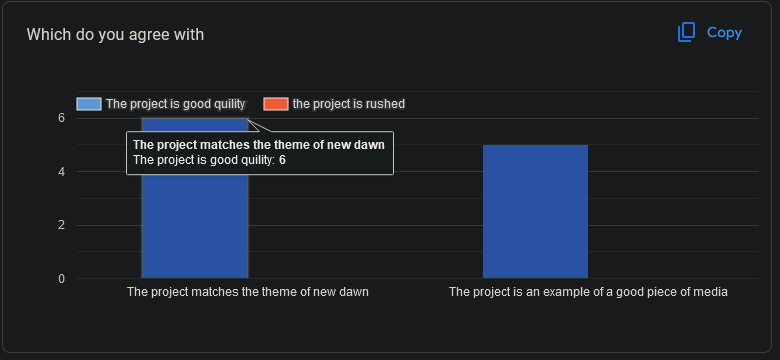 Which do you agree with
Copy
The project is good quility
the project is rushed
6
The project matches the theme of new dawn
The project is good quility: 6
4
2
0
The project matches the theme of new dawn
The project is an example of a good piece of media